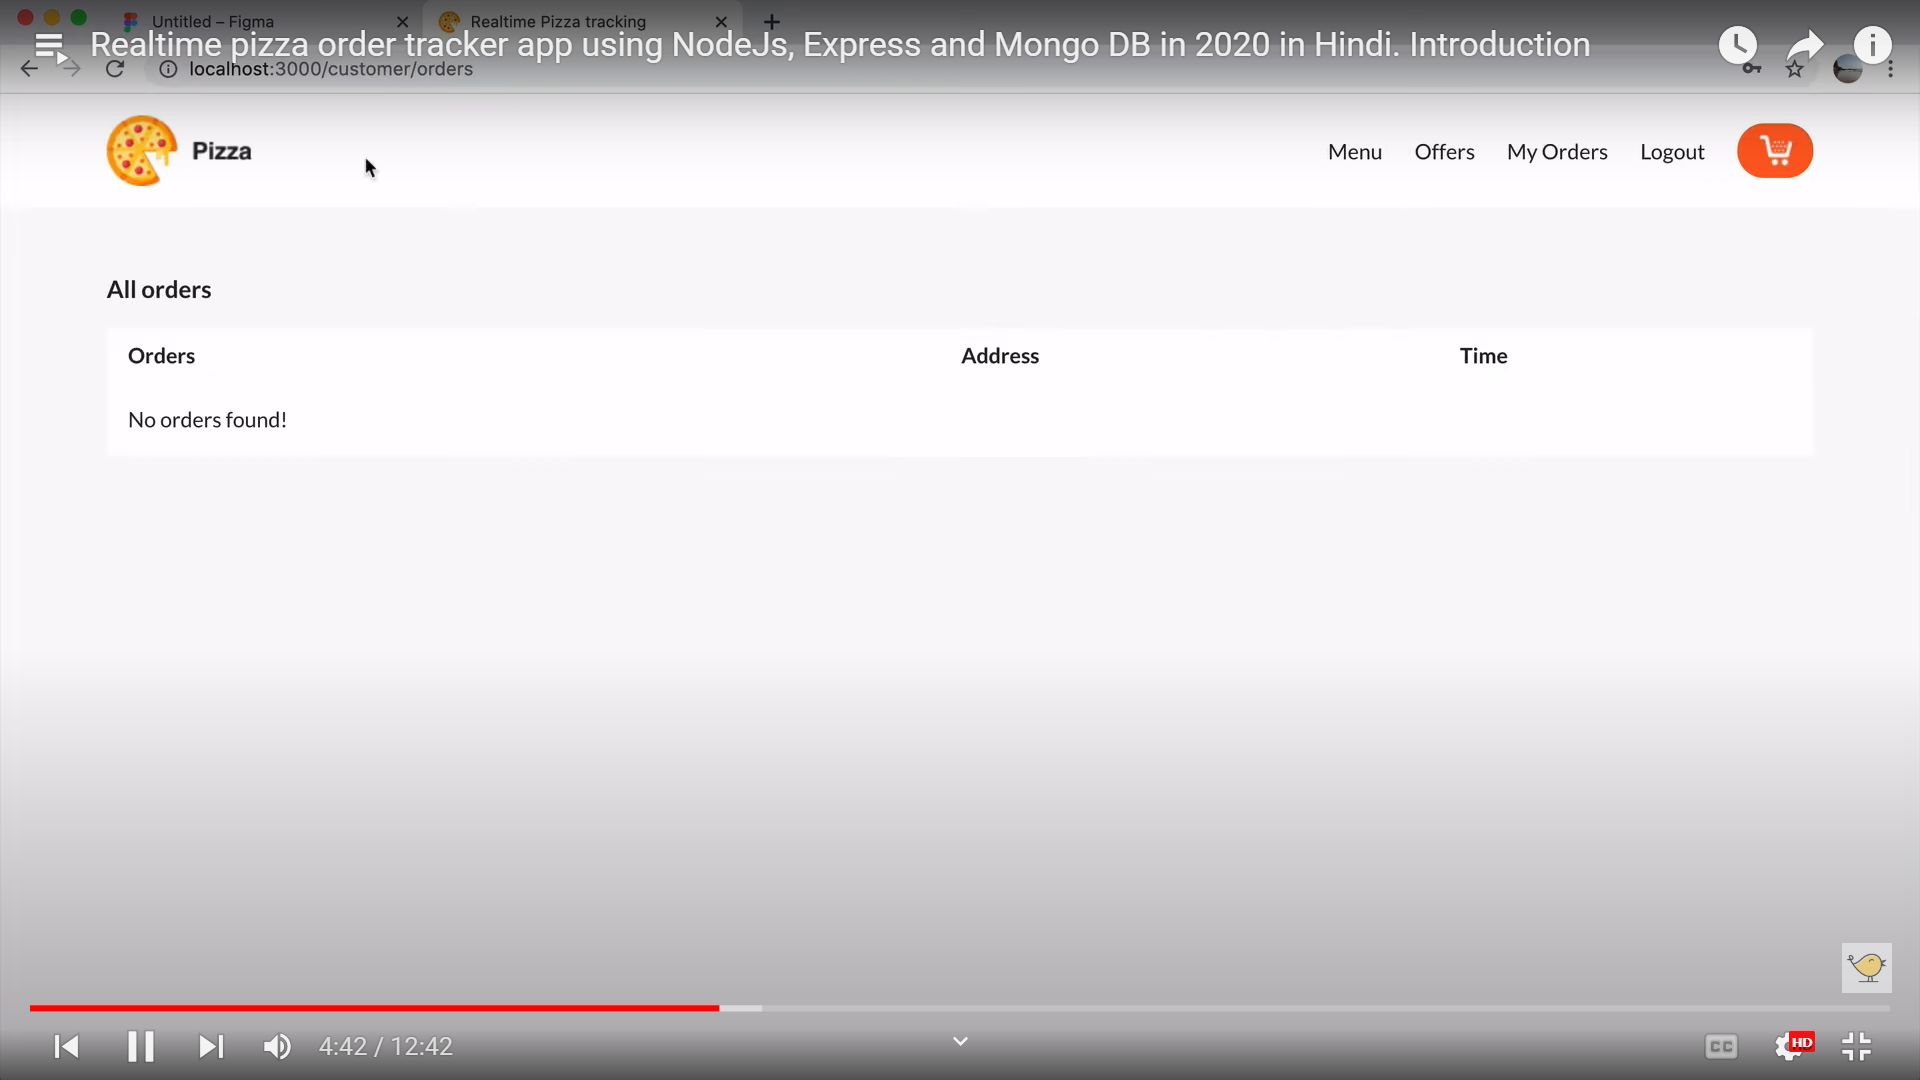 Untitled – Figma
Realtime Pizza tracking
Realtime pizza order tracker app using NodeJs, Express and Mongo DB in 2020 in Hindi. Introduction
localhost:3000/customer/orders
Pizza
Menu
Offers
My Orders
Logout
All orders
Orders
Address
Time
No orders found!
4:42 / 12:42
CC
HD